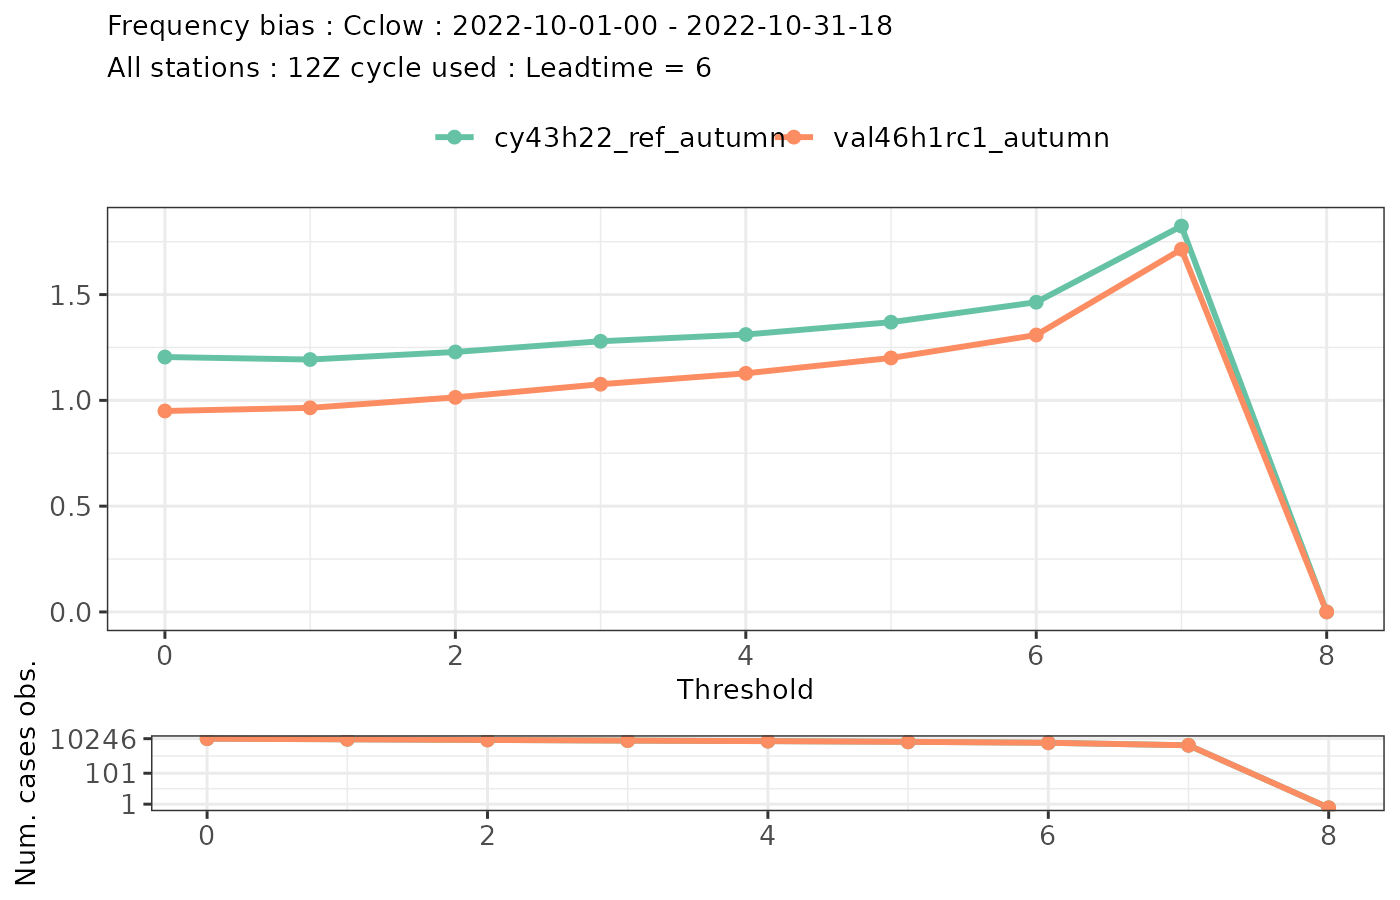 Frequency bias : Cclow : 2022-10-01-00 - 2022-10-31-18
All stations : 12Z cycle used : Leadtime = 6
cy43h22_ref_autumn val46h1rc1_autumn
1.5
1.0
0.5
0.0
0 2 4 6 8
Threshold
Num. cases obs.
10246
101
1
0 2 4 6 8